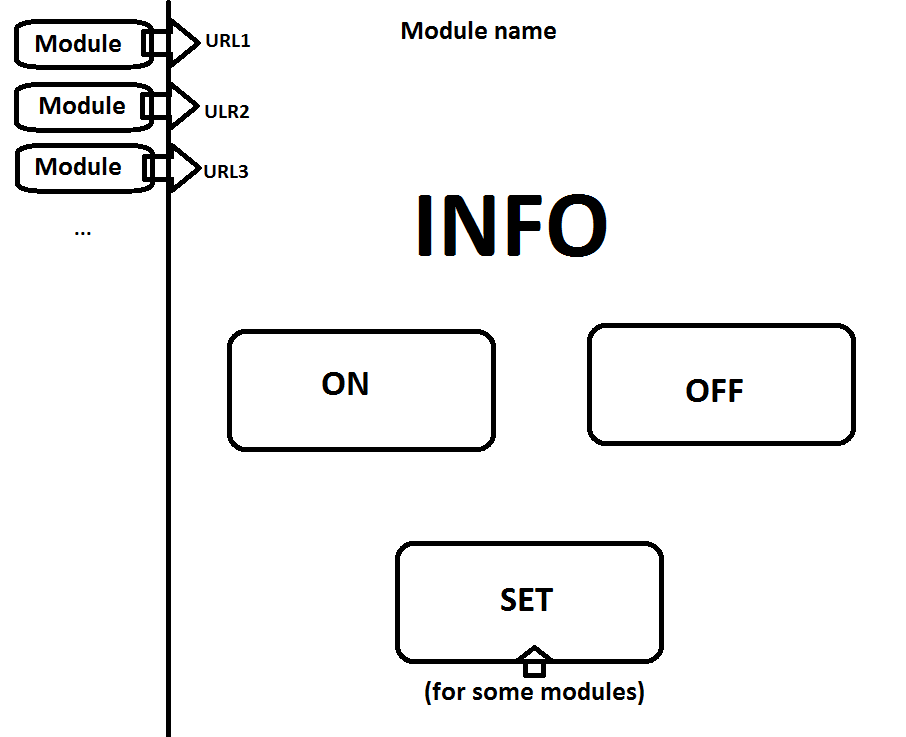 Module
URL1
Module
ULR2
Module
URL3
...
Module name
INFO
ON
OFF
SET
(for some modules)